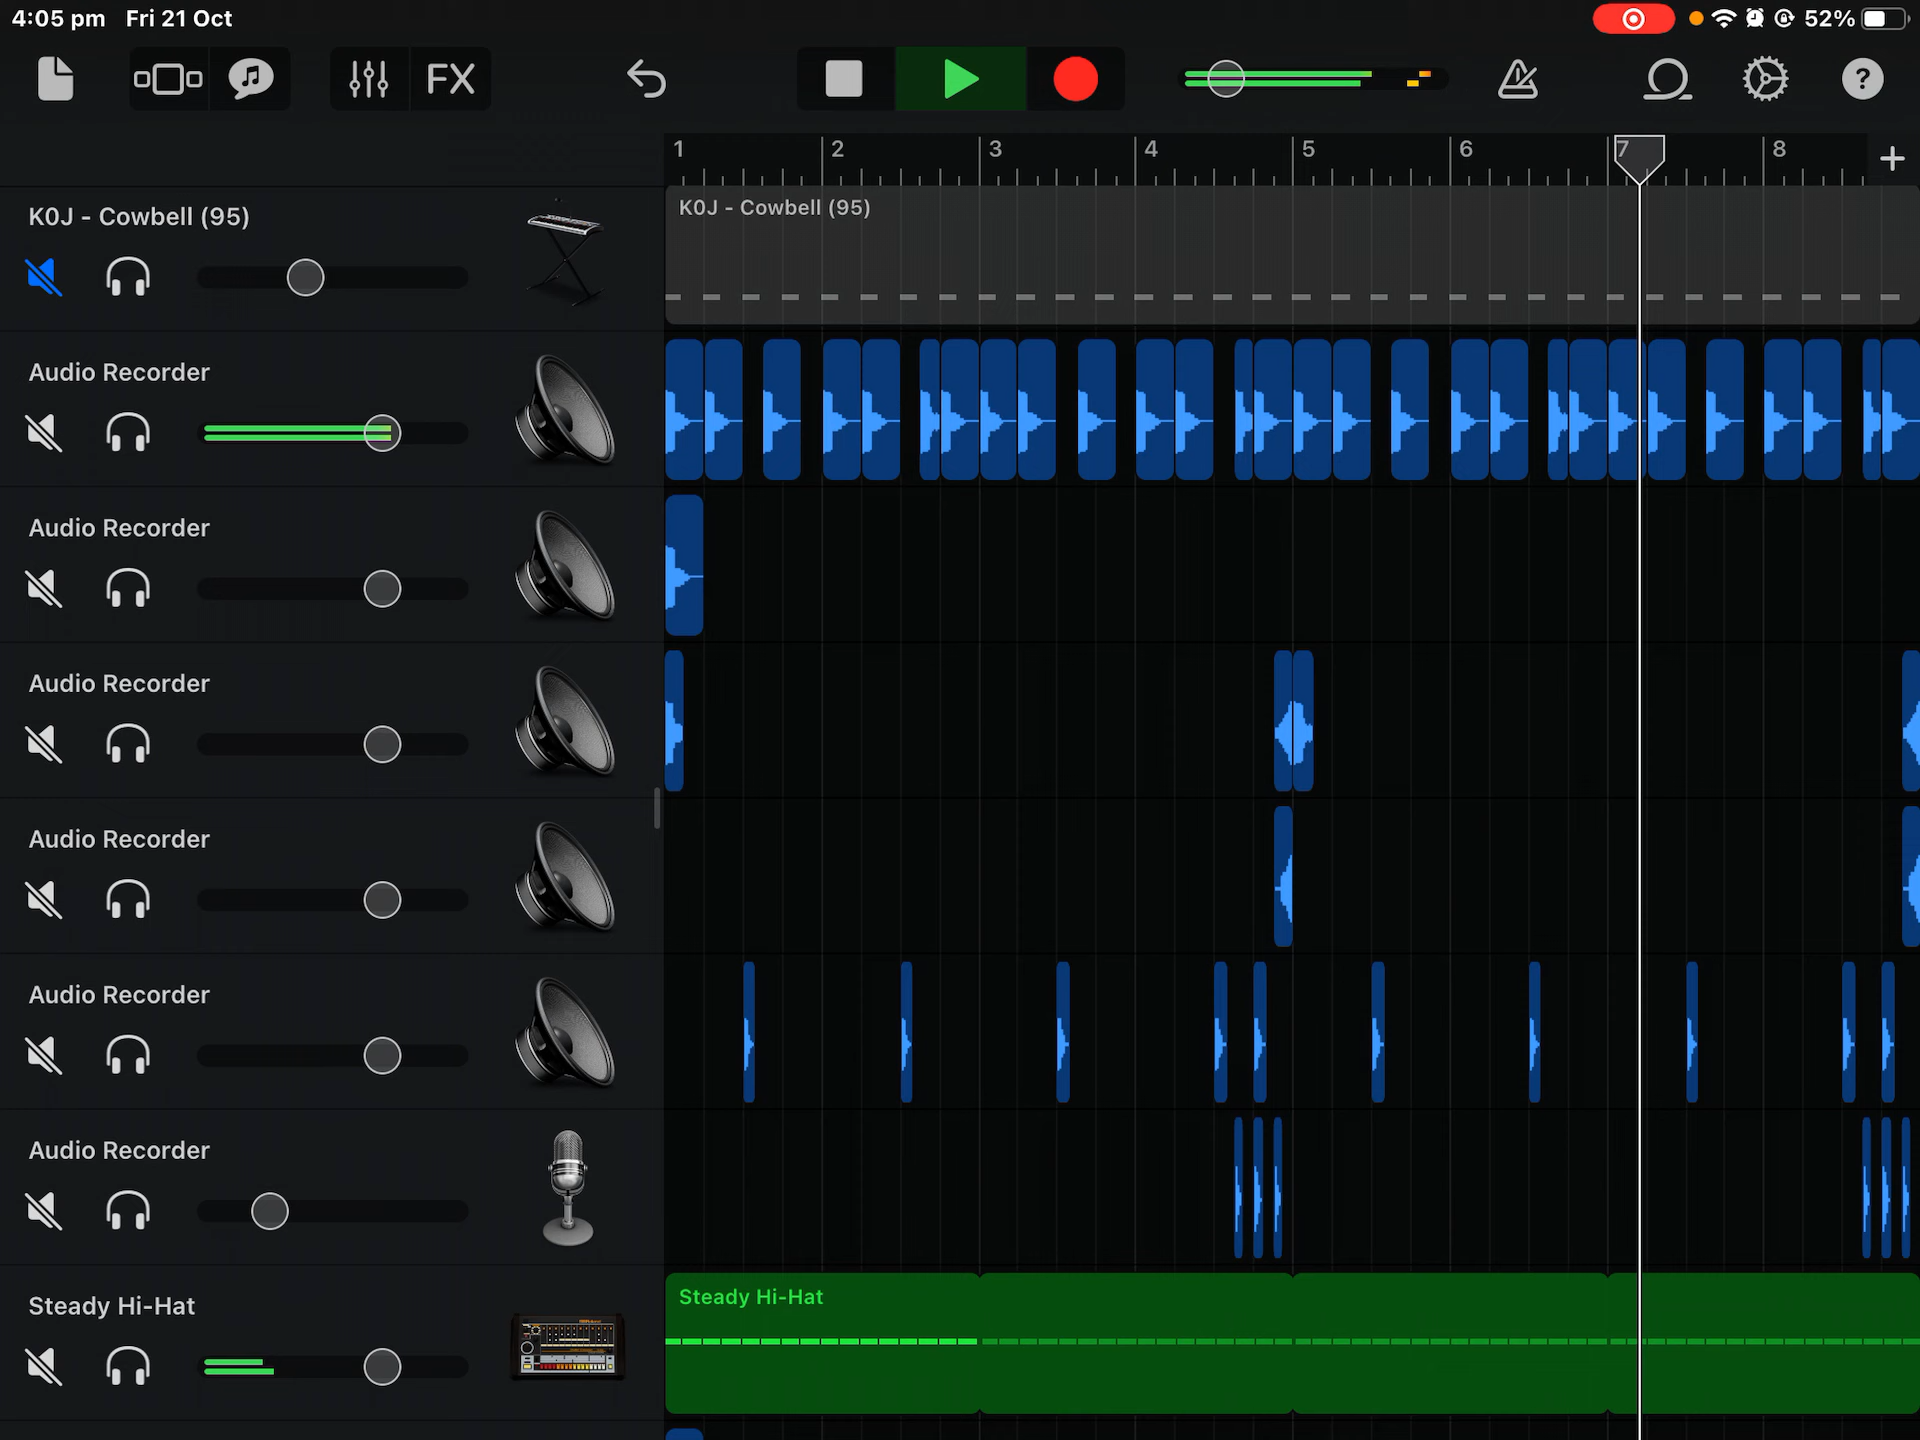 4:05 pm Fri 21 Oct
52%
FX
?
1 2 3 4 5 6 7 8 +
K0J - Cowbell (95)
K0J - Cowbell (95)
Audio Recorder
Audio Recorder
Audio Recorder
Audio Recorder
Audio Recorder
Audio Recorder
Steady Hi-Hat
Steady Hi-Hat